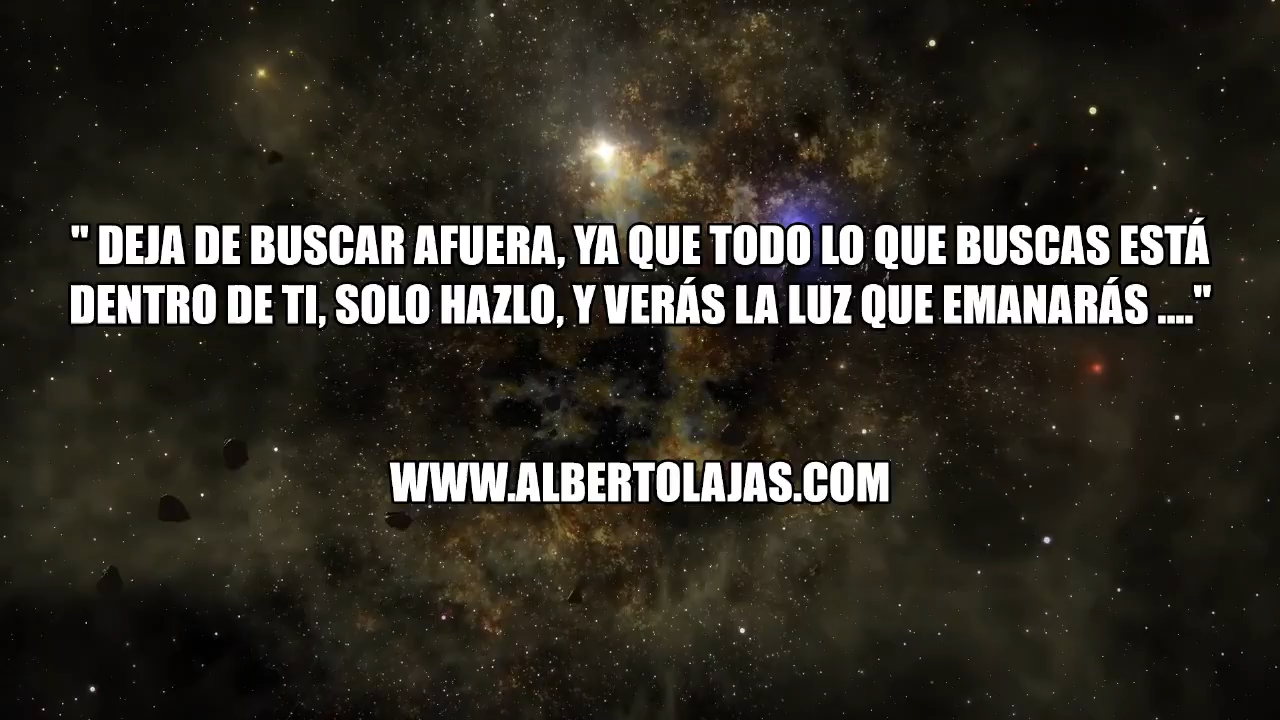 " DEJA DE BUSCAR AFUERA, YA QUE TODO LO QUE BUSCAS ESTÁ
DENTRO DE TI, SOLO HAZLO, Y VERÁS LA LUZ QUE EMANARÁS ...."
WWW.ALBERTOLAJAS.COM